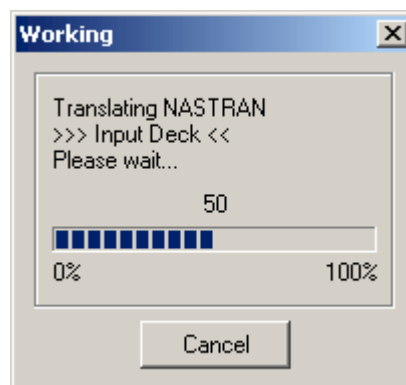 Working
Translating NASTRAN
>>> Input Deck <<
Please wait...
50
0% 100%
Cancel